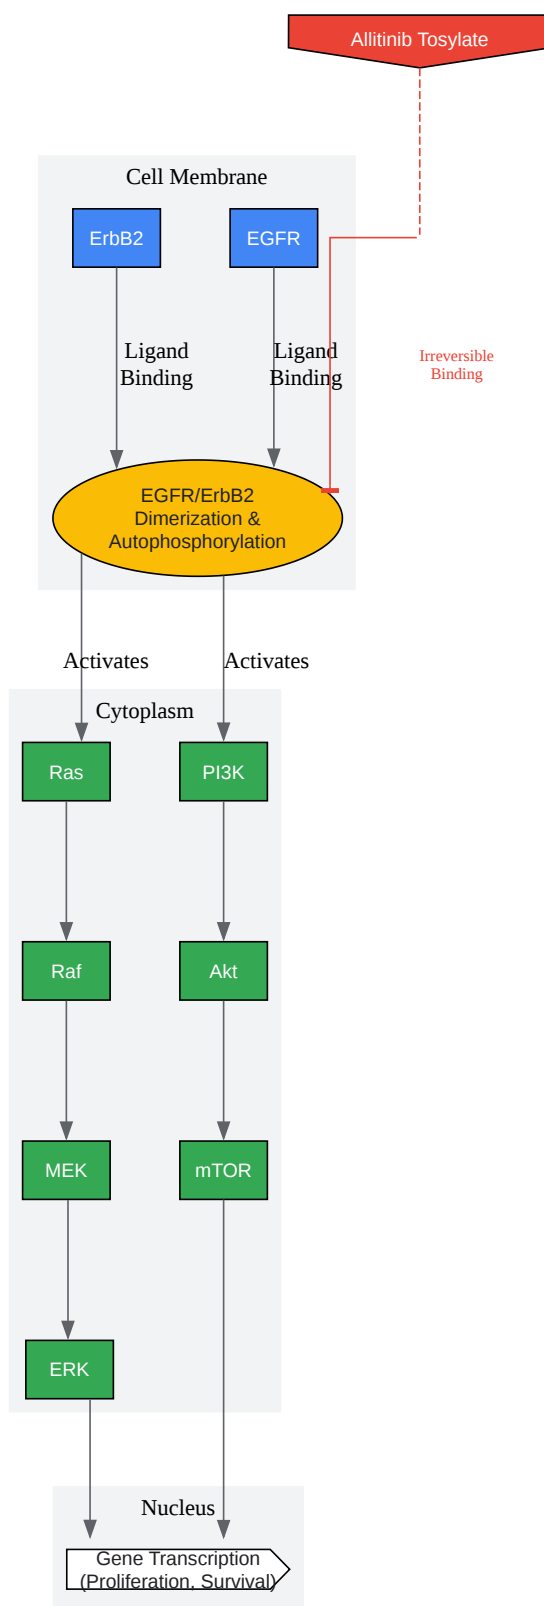 Allitinib Tosylate
Cell Membrane
ErbB2
EGFR
Ligand
Binding
Ligand
Binding
Irreversible
Binding
EGFR/ErbB2
Dimerization &
Autophosphorylation
Activates
Activates
Cytoplasm
Ras
PI3K
Raf
Akt
MEK
mTOR
ERK
Nucleus
Gene Transcription
(Proliferation, Survival)